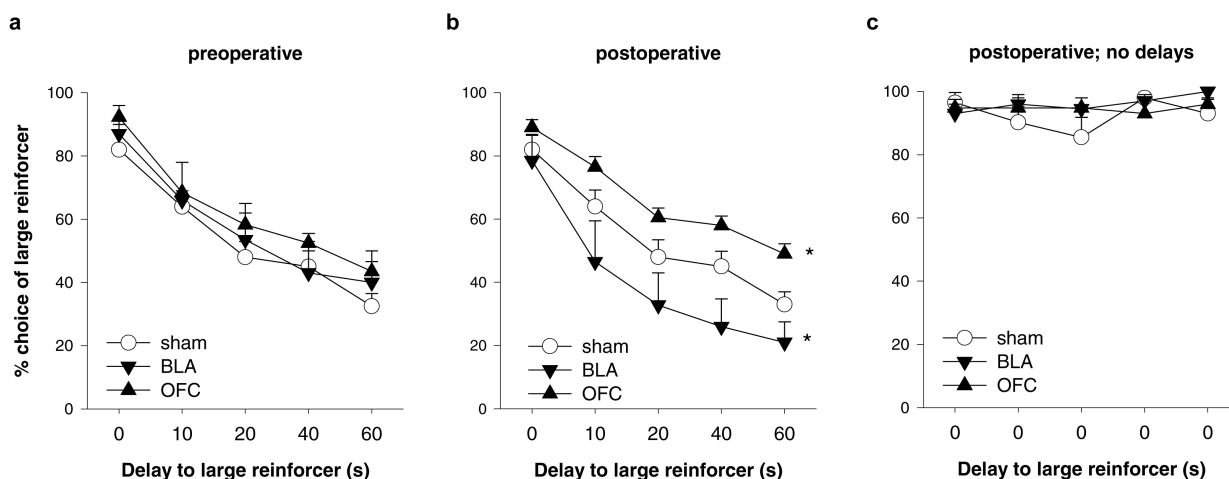 a
preoperative
% choice of large reinforcer
100
80
60
40
20
0
sham
BLA
OFC
0 10 20 40 60
Delay to large reinforcer (s)
b
postoperative
100
80
60
40
20
0
*
*
sham
BLA
OFC
0 10 20 40 60
Delay to large reinforcer (s)
c
postoperative; no delays
100
80
60
40
20
0
sham
BLA
OFC
0 0 0 0 0
Delay to large reinforcer (s)